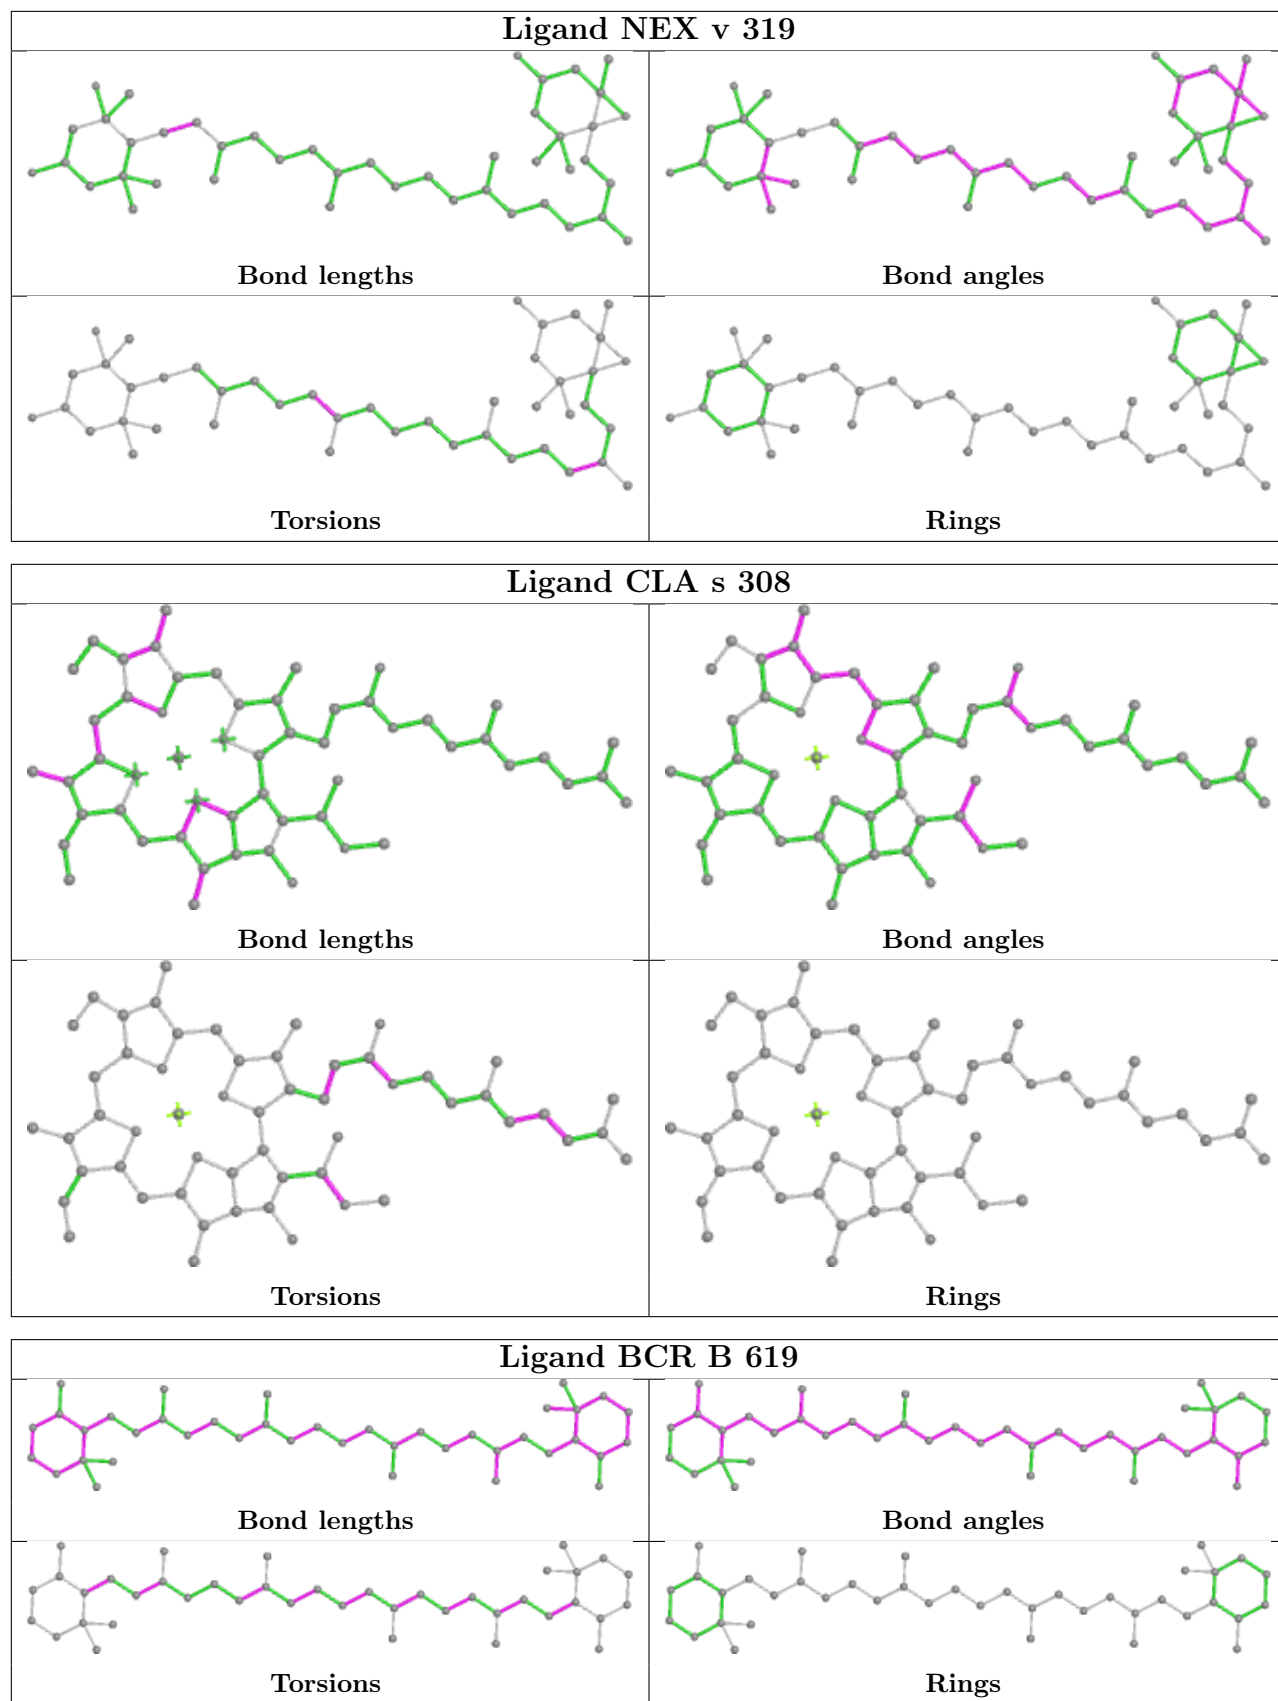 Ligand NEX v 319
Bond lengths
Bond angles
Torsions
Rings
Ligand CLA s 308
Bond lengths
Bond angles
Torsions
Rings
Ligand BCR B 619
Bond lengths
Bond angles
Torsions
Rings